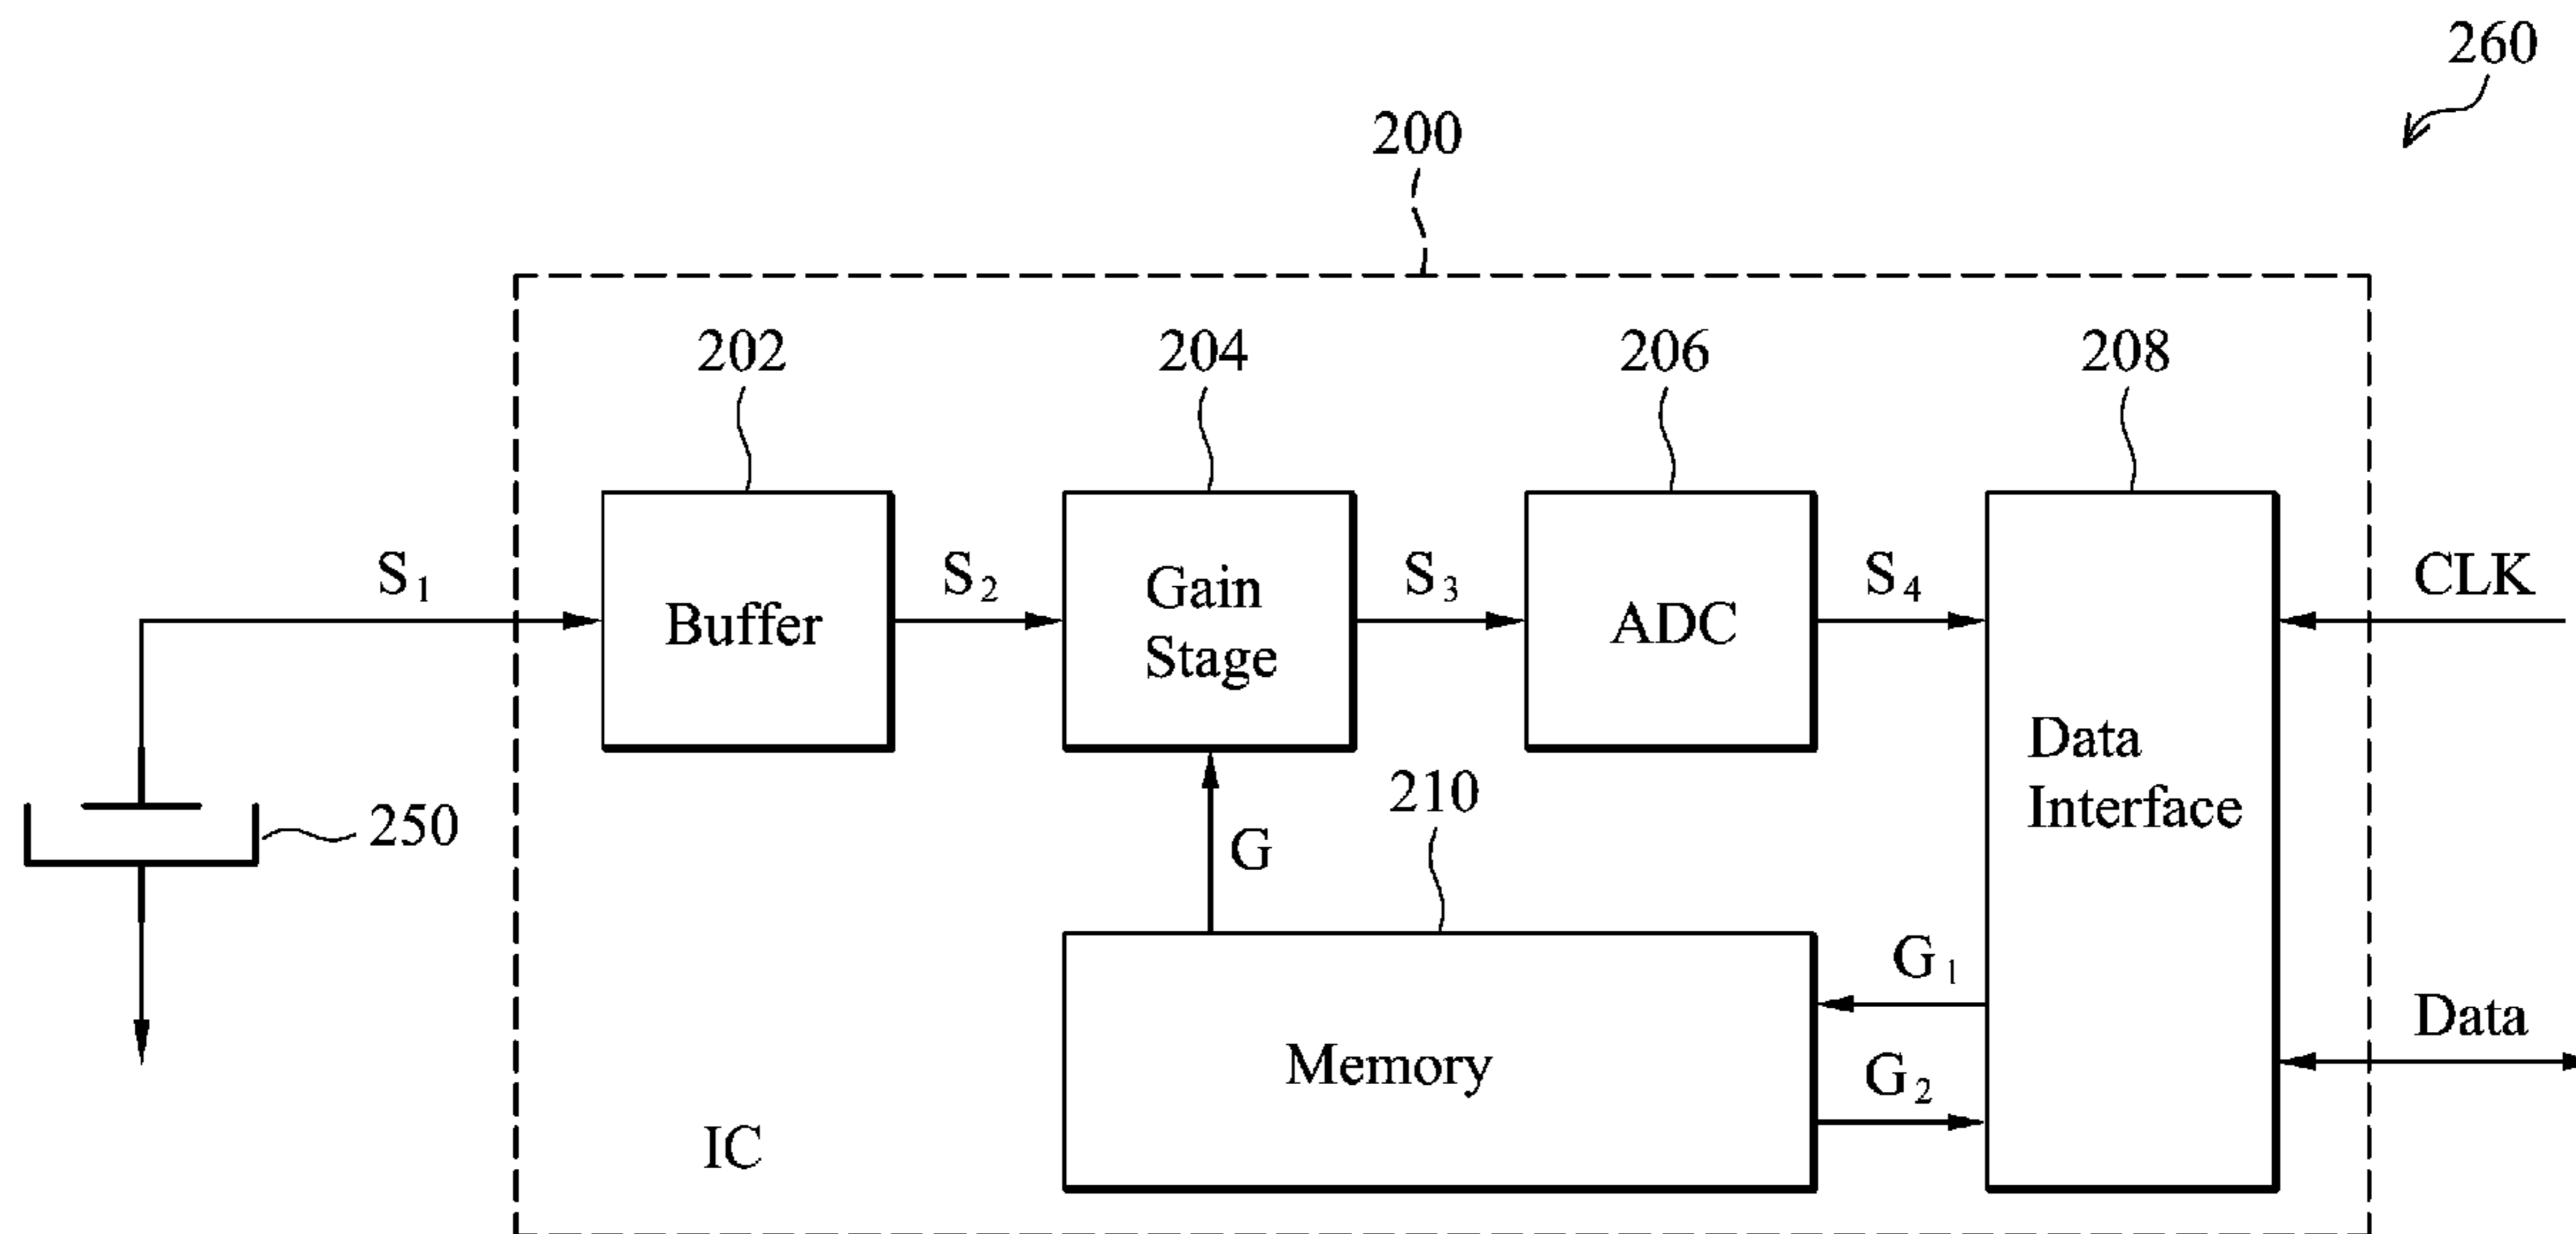 260
200
202
204
206
208
S1
S2
S3
S4
CLK
Buffer
Gain
Stage
ADC
Data
Interface
250
G
210
G1
Data
Memory
G2
IC